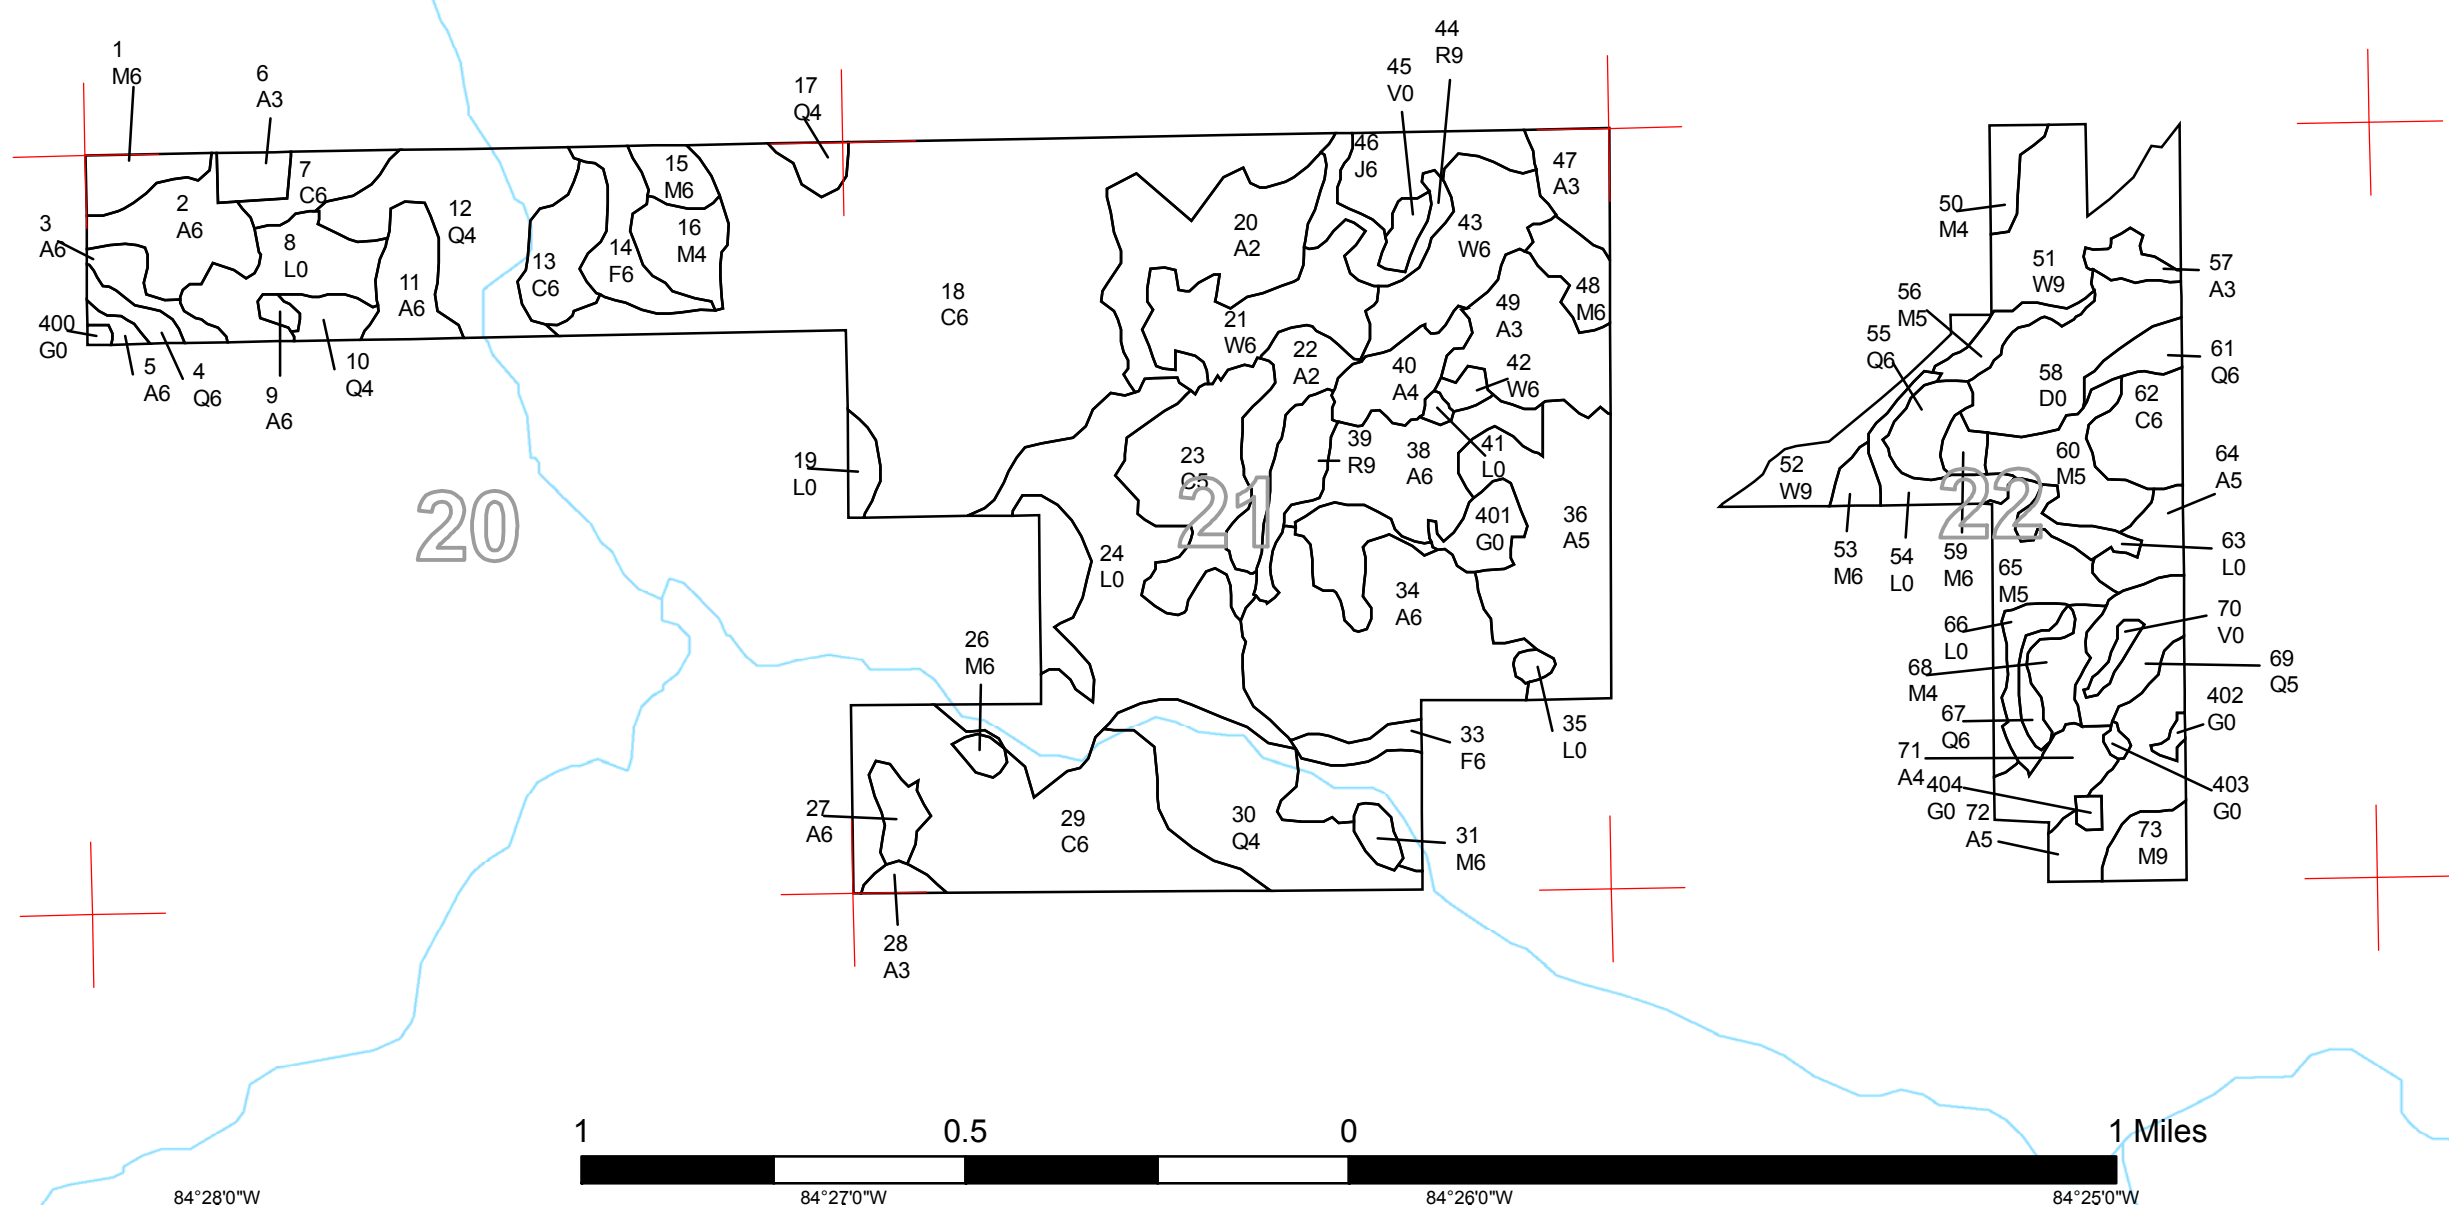 1
M6
6
A3
17
Q4
44
R9
45
V0
7
C6
15
M6
46
J6
47
A3
2
A6
12
Q4
3
A6
8
L0
16
M4
14
F6
13
C6
11
A6
20
A2
43
W6
50
M4
51
W9
57
A3
18
C6
48
M6
49
A3
21
W6
56
M5
400
G0
5
A6
4
Q6
9
A6
10
Q4
22
A2
40
A4
42
W6
55
Q6
58
D0
61
Q6
62
C6
19
L0
23
C5
39
R9
38
A6
41
L0
52
W9
60
M5
64
A5
20
21
22
401
G0
36
A5
53
M6
54
L0
59
M6
63
L0
24
L0
34
A6
65
M5
66
L0
70
V0
26
M6
68
M4
69
Q5
67
Q6
402
G0
33
F6
35
L0
71
A4
404
G0
403
G0
27
A6
29
C6
30
Q4
31
M6
72
A5
73
M9
28
A3
1 0.5 0 1 Miles
84°28'0"W 84°27'0"W 84°26'0"W 84°25'0"W